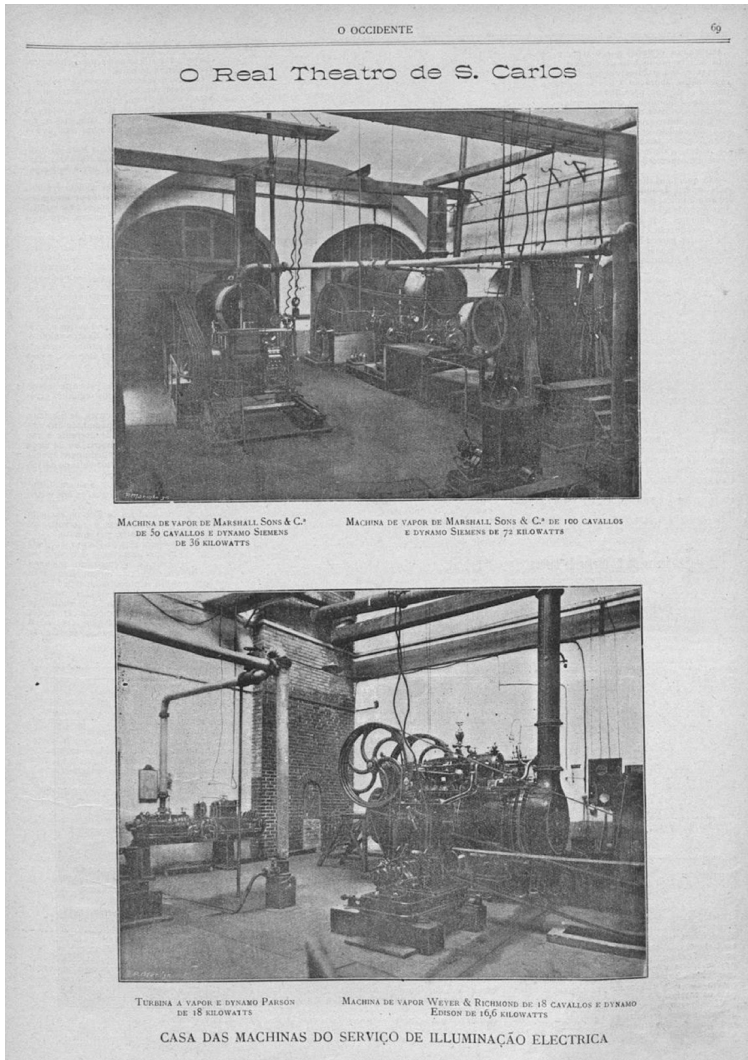 O OCCIDENTE
69
O Real Theatro de S. Carlos
MACHINA DE VAPOR DE MARSHALL SONS & C.ª
DE 50 CAVALLOS E DYNAMO SIEMENS
DE 36 KILOWATTS
MACHINA DE VAPOR DE MARSHALL SONS & C.ª DE 100 CAVALLOS
E DYNAMO SIEMENS DE 72 KILOWATTS
TURBINA A VAPOR E DYNAMO PARSON
DE 18 KILOWATTS
MACHINA DE VAPOR WEYER & RICHMOND DE 18 CAVALLOS E DYNAMO
EDISON DE 16,6 KILOWATTS
CASA DAS MACHINAS DO SERVIÇO DE ILLUMINAÇÃO ELECTRICA